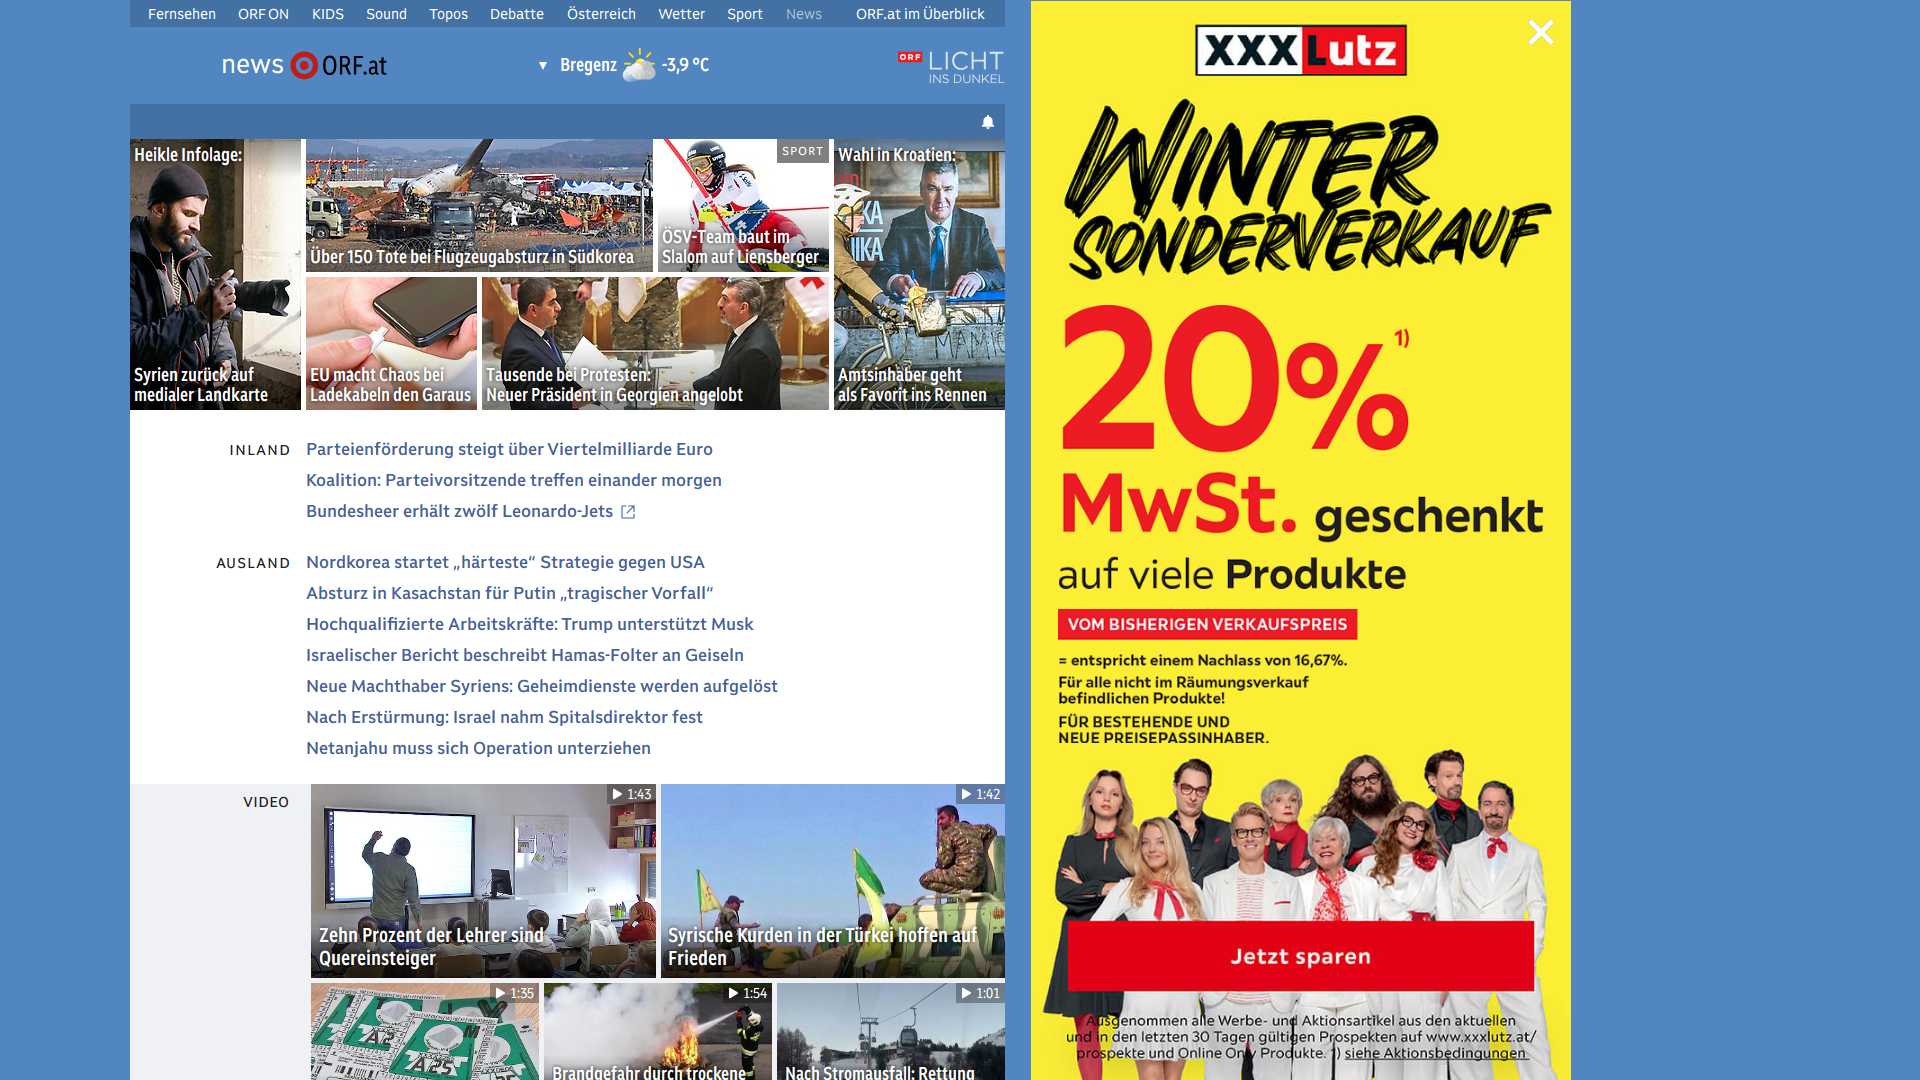 Fernsehen ORF ON KIDS Sound Topos Debatte Österreich Wetter Sport News ORF.at im Überblick
news ORF.at
Bregenz -3,9 °C
ORF LICHT
INS DUNKEL
Heikle Infolage:
Syrien zurück auf
medialer Landkarte
Über 150 Tote bei Flugzeugabsturz in Südkorea
SPORT
ÖSV-Team baut im
Slalom auf Liensberger
Wahl in Kroatien:
Amtsinhaber geht
als Favorit ins Rennen
EU macht Chaos bei
Ladekabeln den Garaus
Tausende bei Protesten:
Neuer Präsident in Georgien angelobt
INLAND
Parteienförderung steigt über Viertelmilliarde Euro
Koalition: Parteivorsitzende treffen einander morgen
Bundesheer erhält zwölf Leonardo-Jets
AUSLAND
Nordkorea startet „härteste“ Strategie gegen USA
Absturz in Kasachstan für Putin „tragischer Vorfall“
Hochqualifizierte Arbeitskräfte: Trump unterstützt Musk
Israelischer Bericht beschreibt Hamas-Folter an Geiseln
Neue Machthaber Syriens: Geheimdienste werden aufgelöst
Nach Erstürmung: Israel nahm Spitalsdirektor fest
Netanjahu muss sich Operation unterziehen
VIDEO
1:43
Zehn Prozent der Lehrer sind
Quereinsteiger
1:42
Syrische Kurden in der Türkei hoffen auf
Frieden
1:35
1:54
Brandgefahr durch trockene
1:01
Nach Stromausfall: Rettung
XXXLutz
WINTER
SONDERVERKAUF
20% 1)
MwSt. geschenkt
auf viele Produkte
VOM BISHERIGEN VERKAUFSPREIS
= entspricht einem Nachlass von 16,67%.
Für alle nicht im Räumungsverkauf
befindlichen Produkte!
FÜR BESTEHENDE UND
NEUE PREISEPASSINHABER.
Jetzt sparen
Ausgenommen alle Werbe- und Aktionsartikel aus den aktuellen
und in den letzten 30 Tagen gültigen Prospekten auf www.xxxlutz.at/
prospekte und Online Only Produkte. 1) siehe Aktionsbedingungen